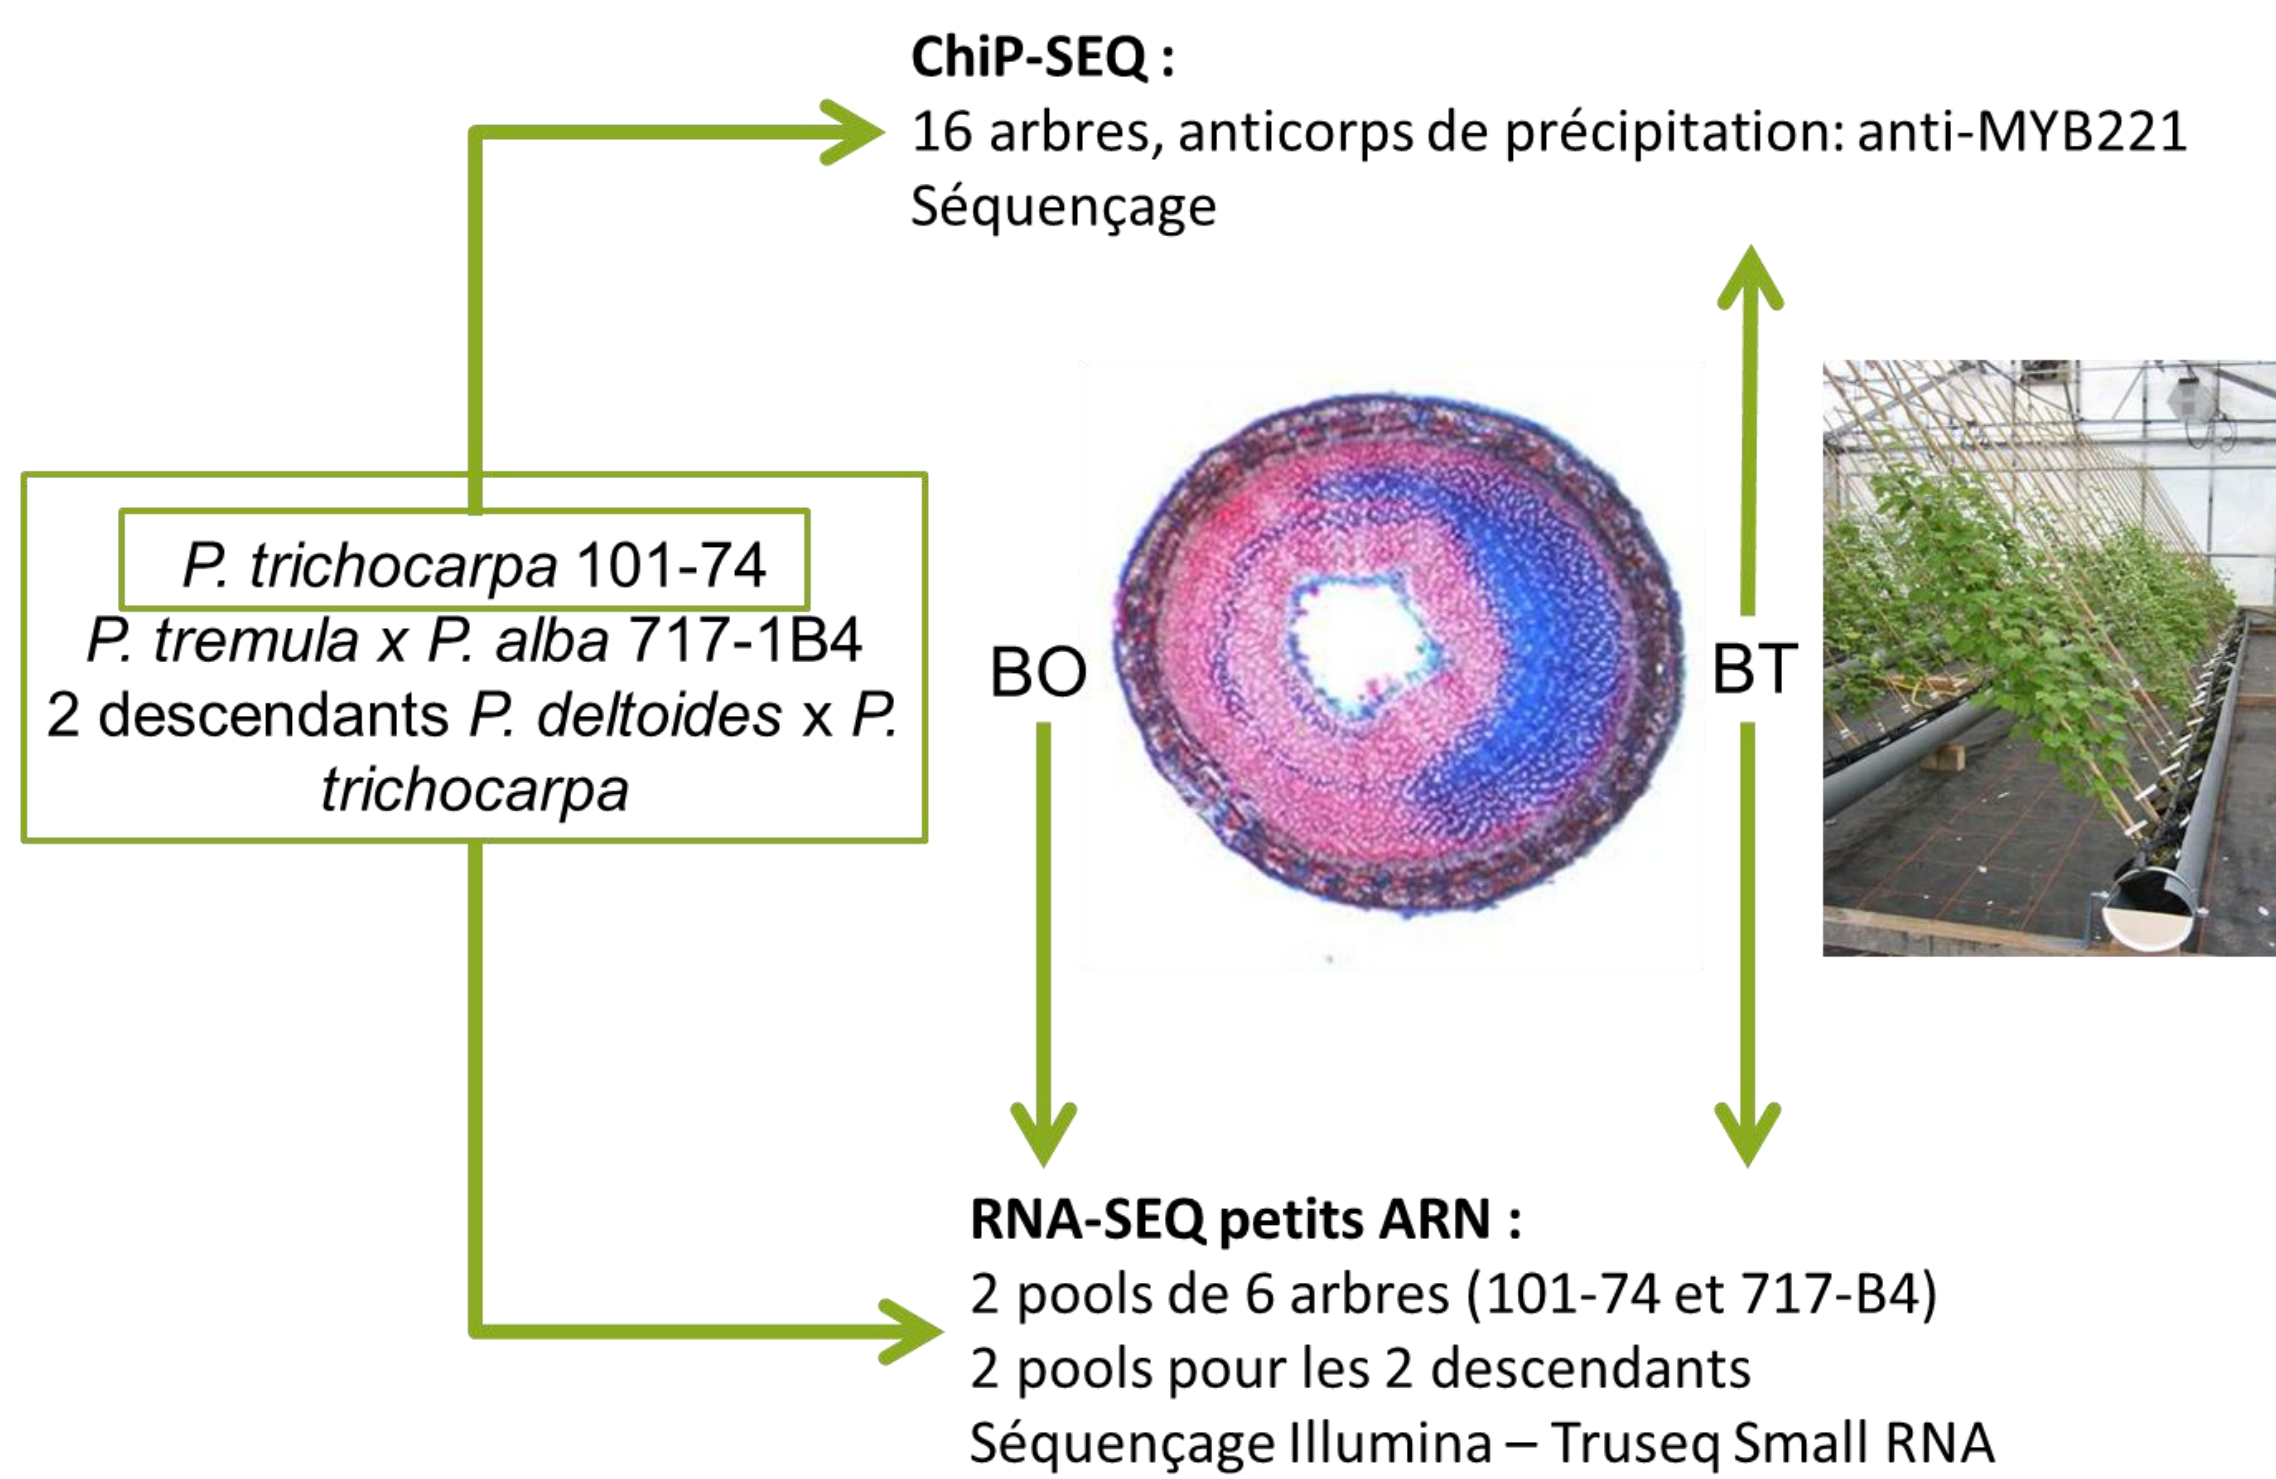 ChiP-SEQ :
16 arbres, anticorps de précipitation: anti-MYB221
Séquençage
P. trichocarpa 101-74
P. tremula x P. alba 717-1B4
2 descendants P. deltoides x P.
trichocarpa
BO
BT
RNA-SEQ petits ARN :
2 pools de 6 arbres (101-74 et 717-B4)
2 pools pour les 2 descendants
Séquençage Illumina – Truseq Small RNA